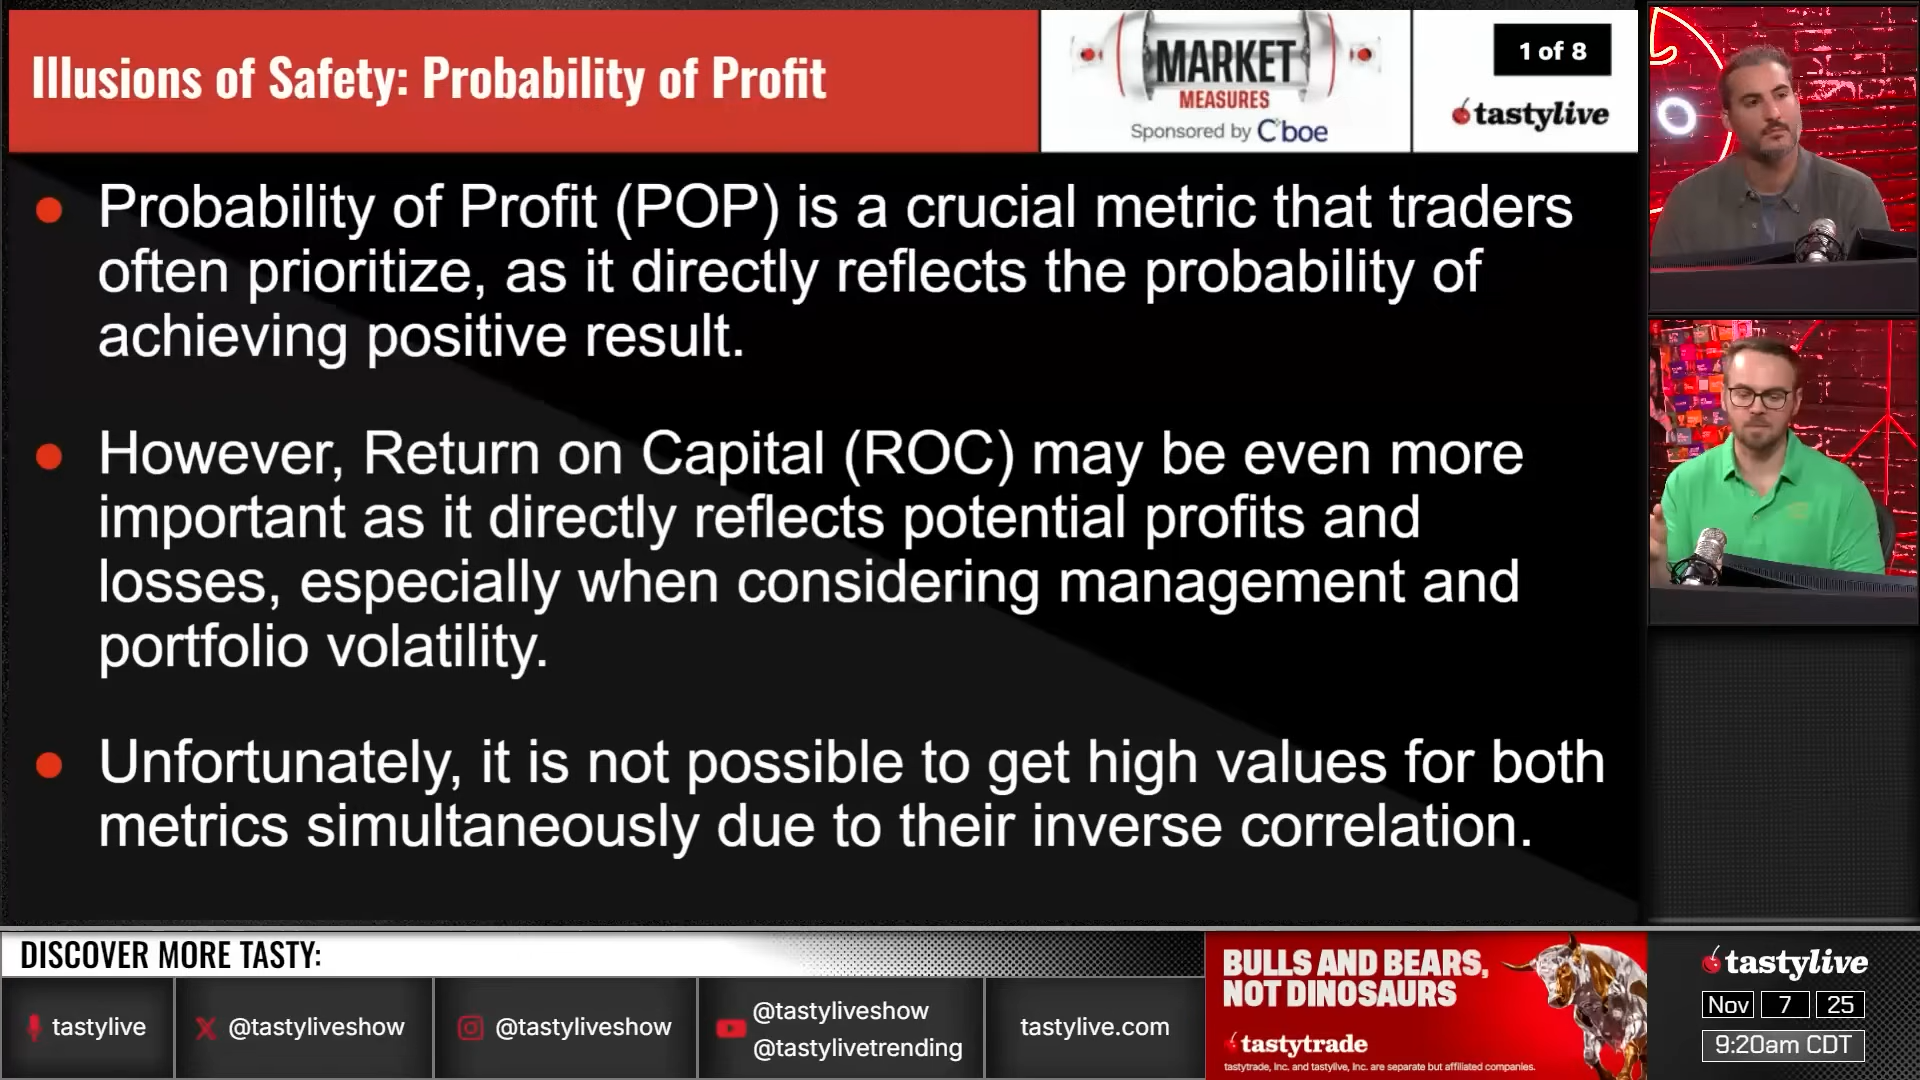 Illusions of Safety: Probability of Profit
MARKET
MEASURES
Sponsored by Cboe
1 of 8
tastylive
Probability of Profit (POP) is a crucial metric that traders
often prioritize, as it directly reflects the probability of
achieving positive result.
However, Return on Capital (ROC) may be even more
important as it directly reflects potential profits and
losses, especially when considering management and
portfolio volatility.
Unfortunately, it is not possible to get high values for both
metrics simultaneously due to their inverse correlation.
DISCOVER MORE TASTY:
tastylive
@tastyliveshow
@tastyliveshow
@tastyliveshow
@tastylivetrending
tastylive.com
BULLS AND BEARS,
NOT DINOSAURS
tastytrade
tastytrade, Inc. and tastylive, Inc. are separate but affiliated companies.
tastylive
Nov 7 25
9:20am CDT